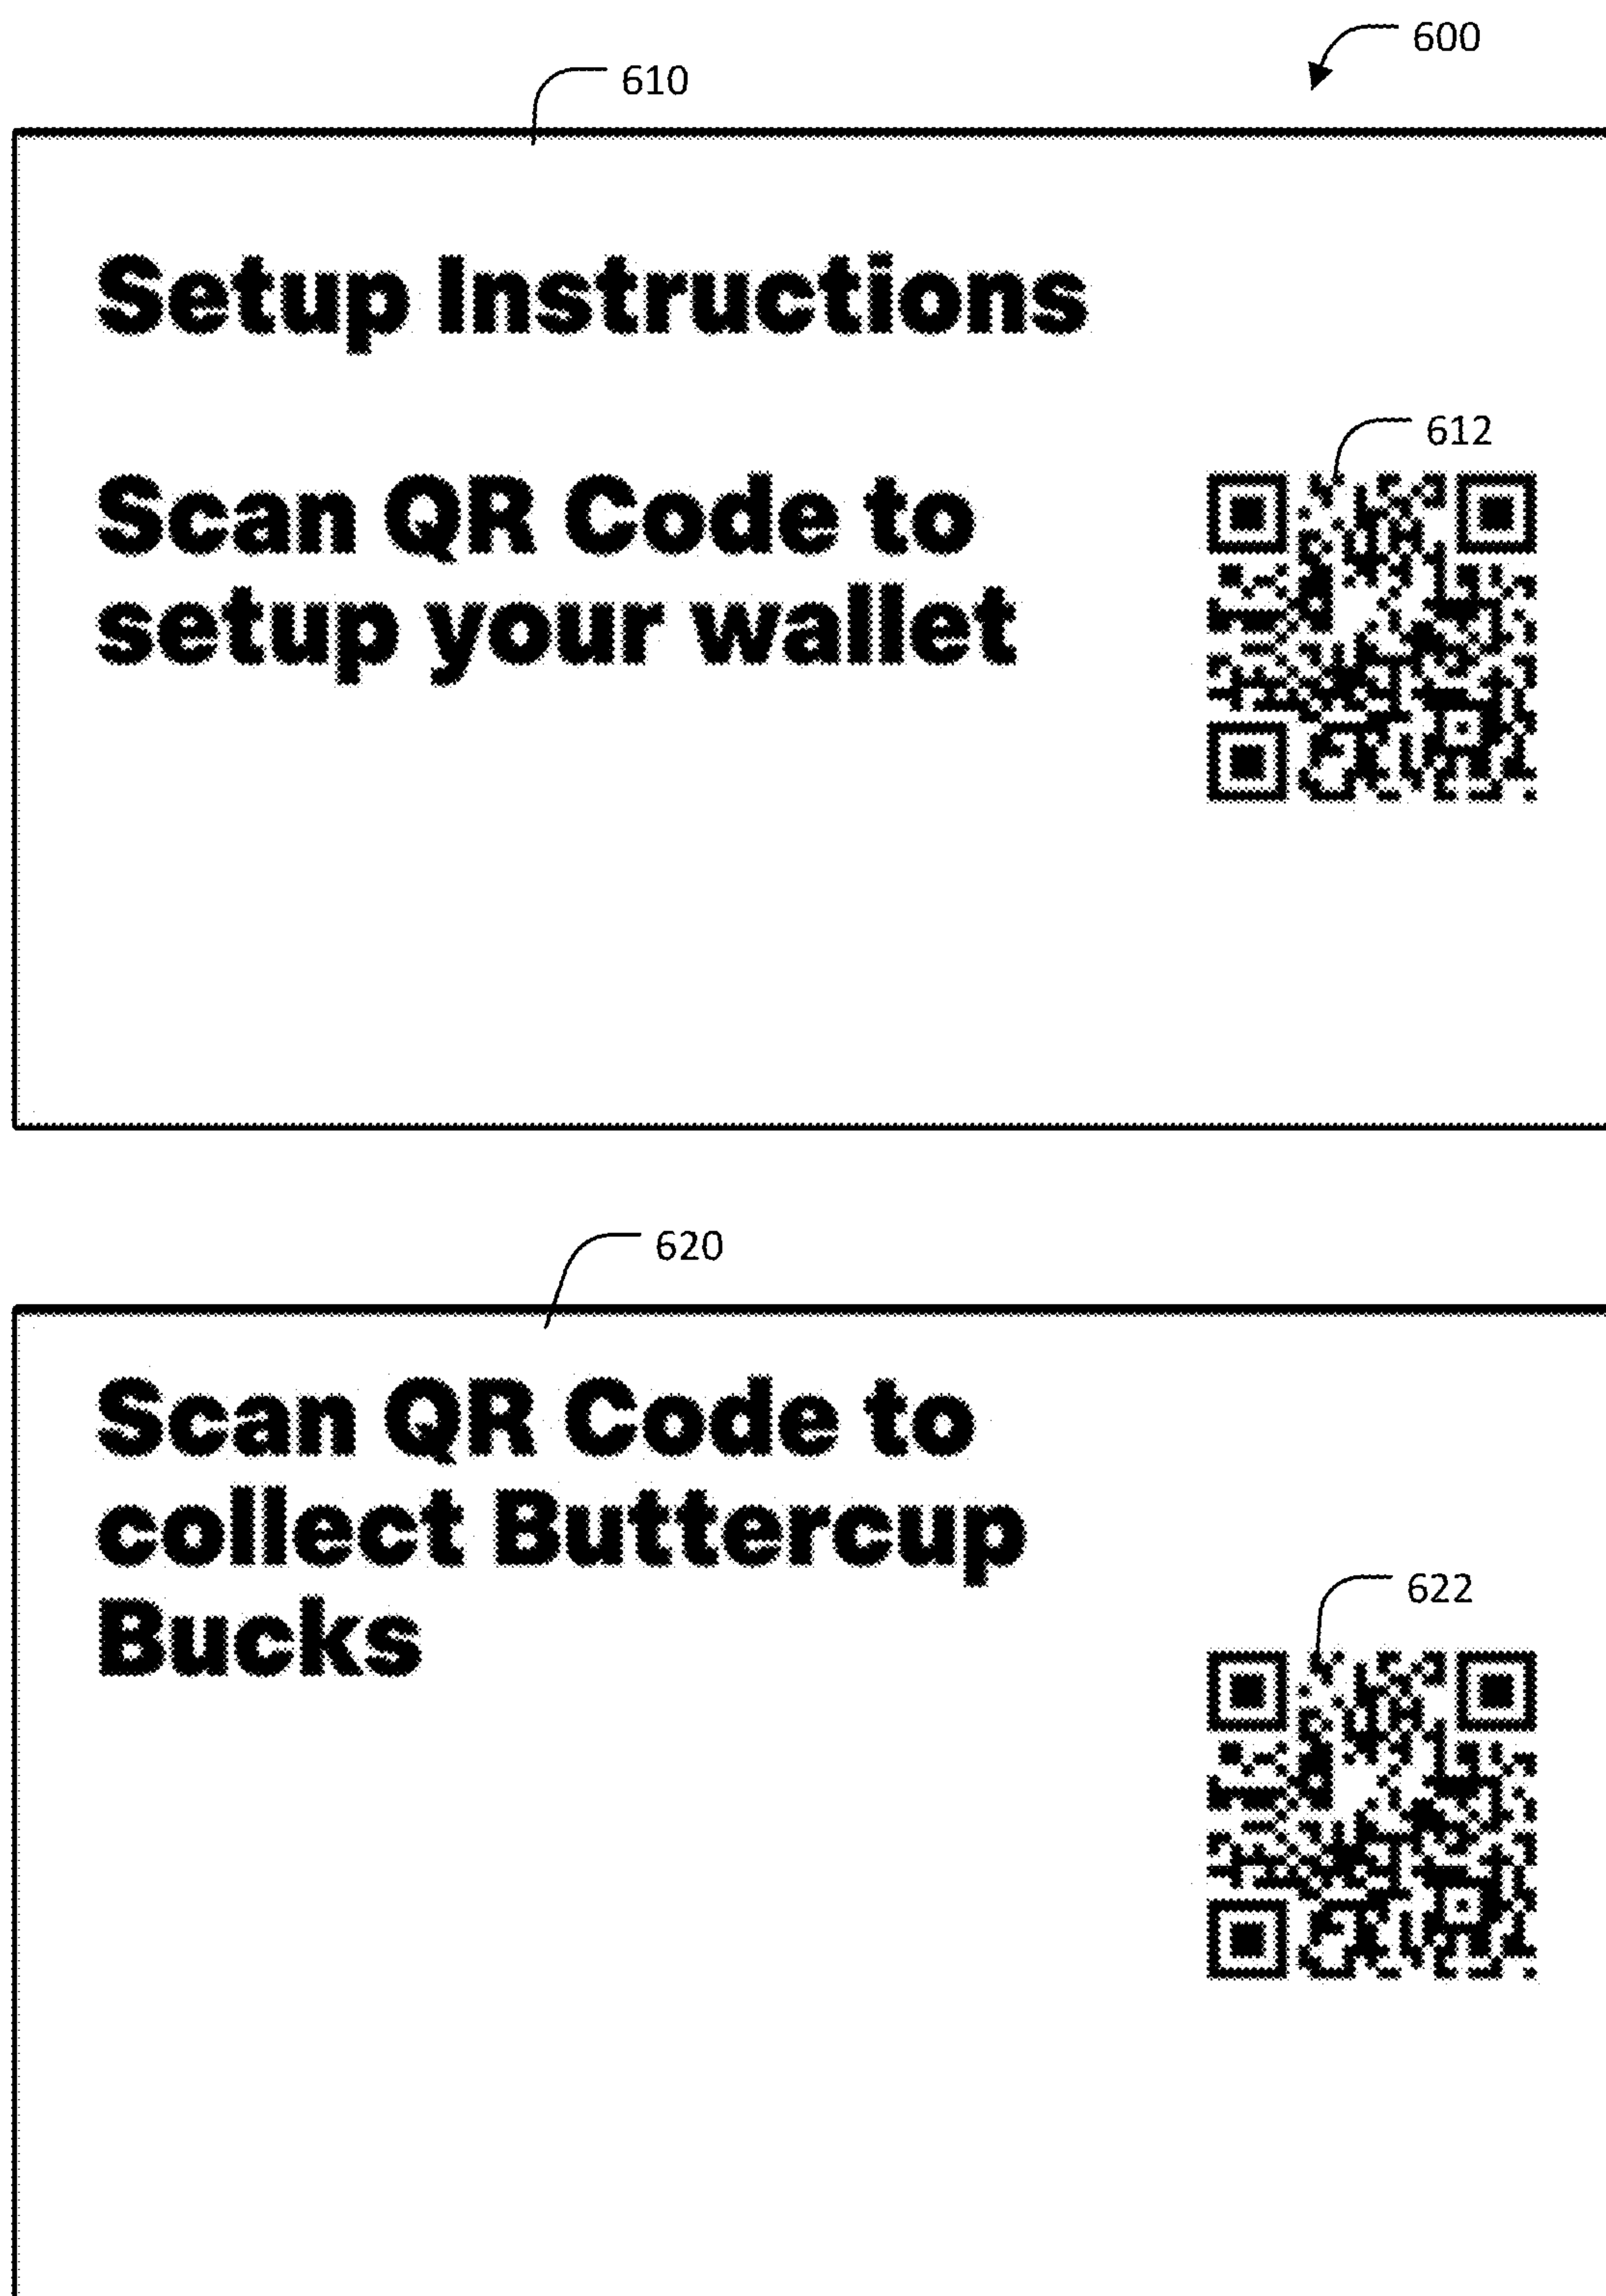 600
610
Setup Instructions
612
Scan QR Code to
setup your wallet
620
Scan QR Code to
collect Buttercup
Bucks
622